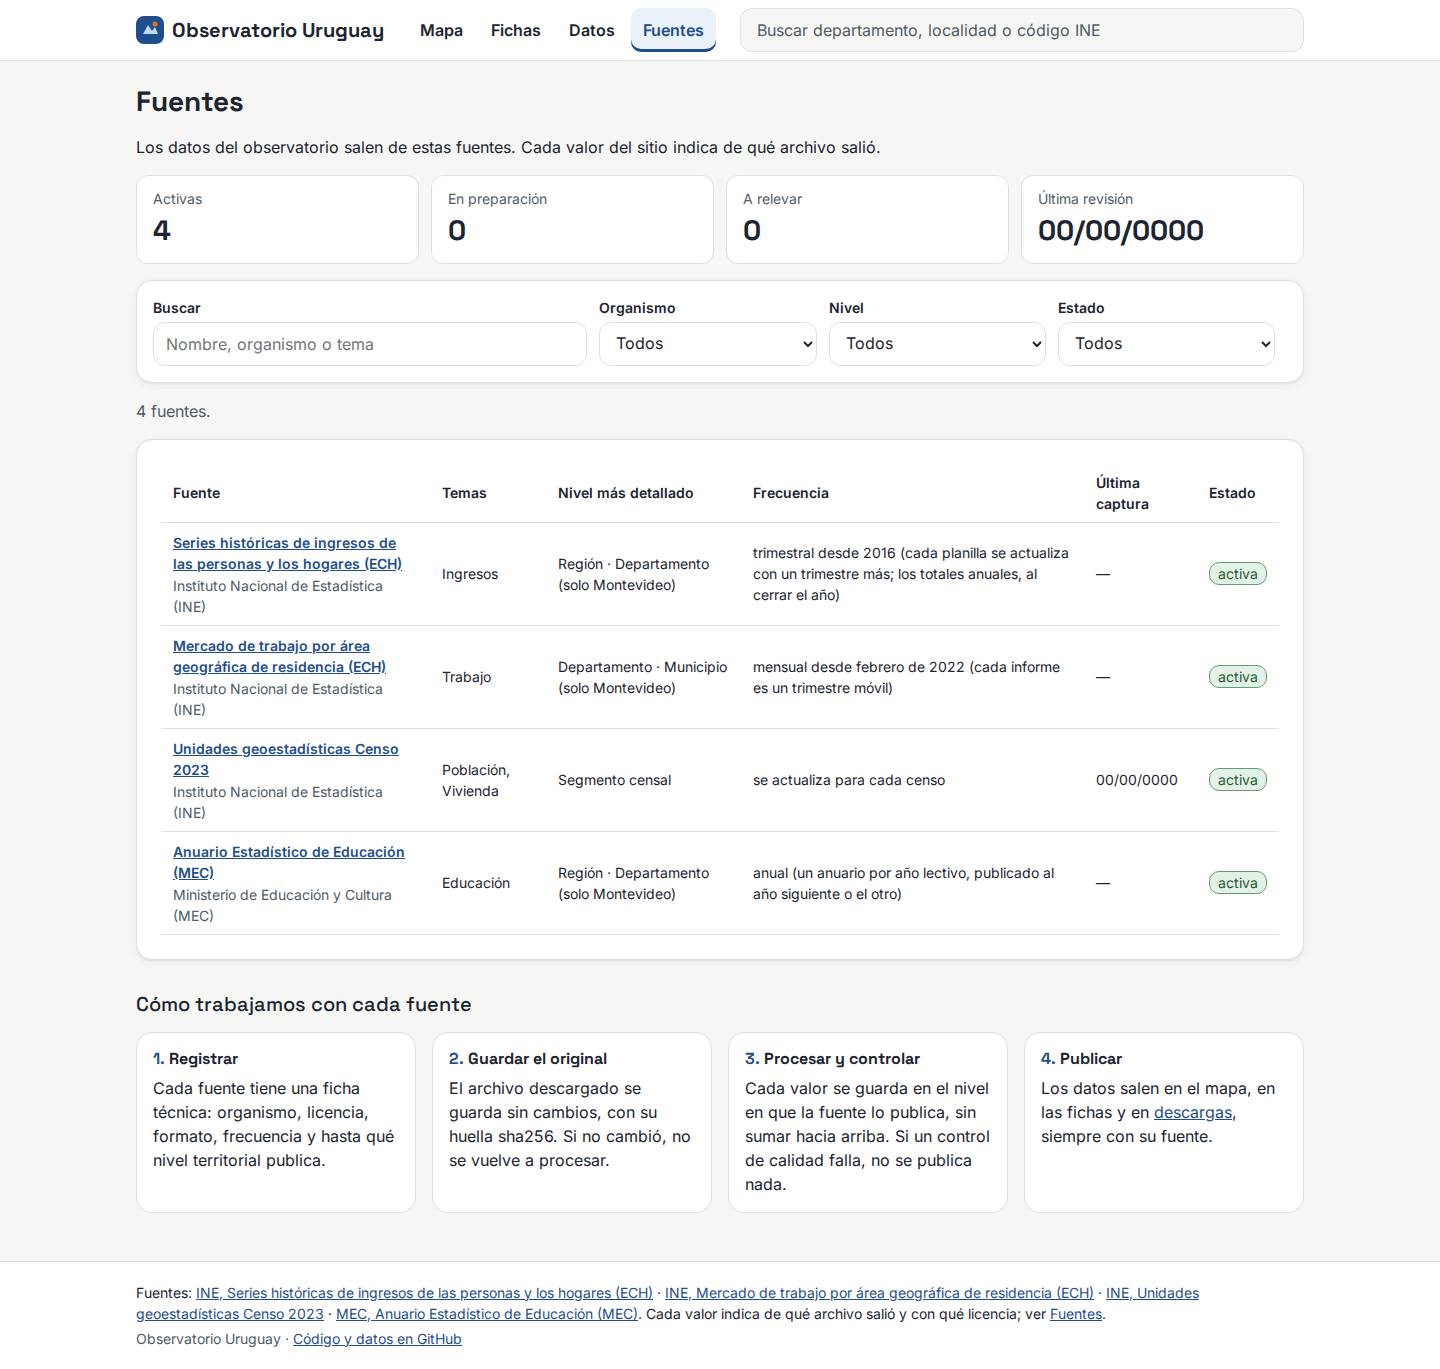 Observatorio Uruguay
Mapa
Fichas
Datos
Fuentes
Buscar departamento, localidad o código INE
Fuentes
Los datos del observatorio salen de estas fuentes. Cada valor del sitio indica de qué archivo salió.
Activas
4
En preparación
0
A relevar
0
Última revisión
00/00/0000
Buscar
Nombre, organismo o tema
Organismo
Todos
Nivel
Todos
Estado
Todos
4 fuentes.
Fuente
Temas
Nivel más detallado
Frecuencia
Última
captura
Estado
Series históricas de ingresos de
las personas y los hogares (ECH)
Instituto Nacional de Estadística
(INE)
Ingresos
Región · Departamento
(solo Montevideo)
trimestral desde 2016 (cada planilla se actualiza
con un trimestre más; los totales anuales, al
cerrar el año)
—
activa
Mercado de trabajo por área
geográfica de residencia (ECH)
Instituto Nacional de Estadística
(INE)
Trabajo
Departamento · Municipio
(solo Montevideo)
mensual desde febrero de 2022 (cada informe
es un trimestre móvil)
—
activa
Unidades geoestadísticas Censo
2023
Instituto Nacional de Estadística
(INE)
Población,
Vivienda
Segmento censal
se actualiza para cada censo
00/00/0000
activa
Anuario Estadístico de Educación
(MEC)
Ministerio de Educación y Cultura
(MEC)
Educación
Región · Departamento
(solo Montevideo)
anual (un anuario por año lectivo, publicado al
año siguiente o el otro)
—
activa
Cómo trabajamos con cada fuente
1. Registrar
Cada fuente tiene una ficha
técnica: organismo, licencia,
formato, frecuencia y hasta qué
nivel territorial publica.
2. Guardar el original
El archivo descargado se
guarda sin cambios, con su
huella sha256. Si no cambió, no
se vuelve a procesar.
3. Procesar y controlar
Cada valor se guarda en el nivel
en que la fuente lo publica, sin
sumar hacia arriba. Si un control
de calidad falla, no se publica
nada.
4. Publicar
Los datos salen en el mapa, en
las fichas y en descargas,
siempre con su fuente.
Fuentes: INE, Series históricas de ingresos de las personas y los hogares (ECH) · INE, Mercado de trabajo por área geográfica de residencia (ECH) · INE, Unidades
geoestadísticas Censo 2023 · MEC, Anuario Estadístico de Educación (MEC). Cada valor indica de qué archivo salió y con qué licencia; ver Fuentes.
Observatorio Uruguay · Código y datos en GitHub